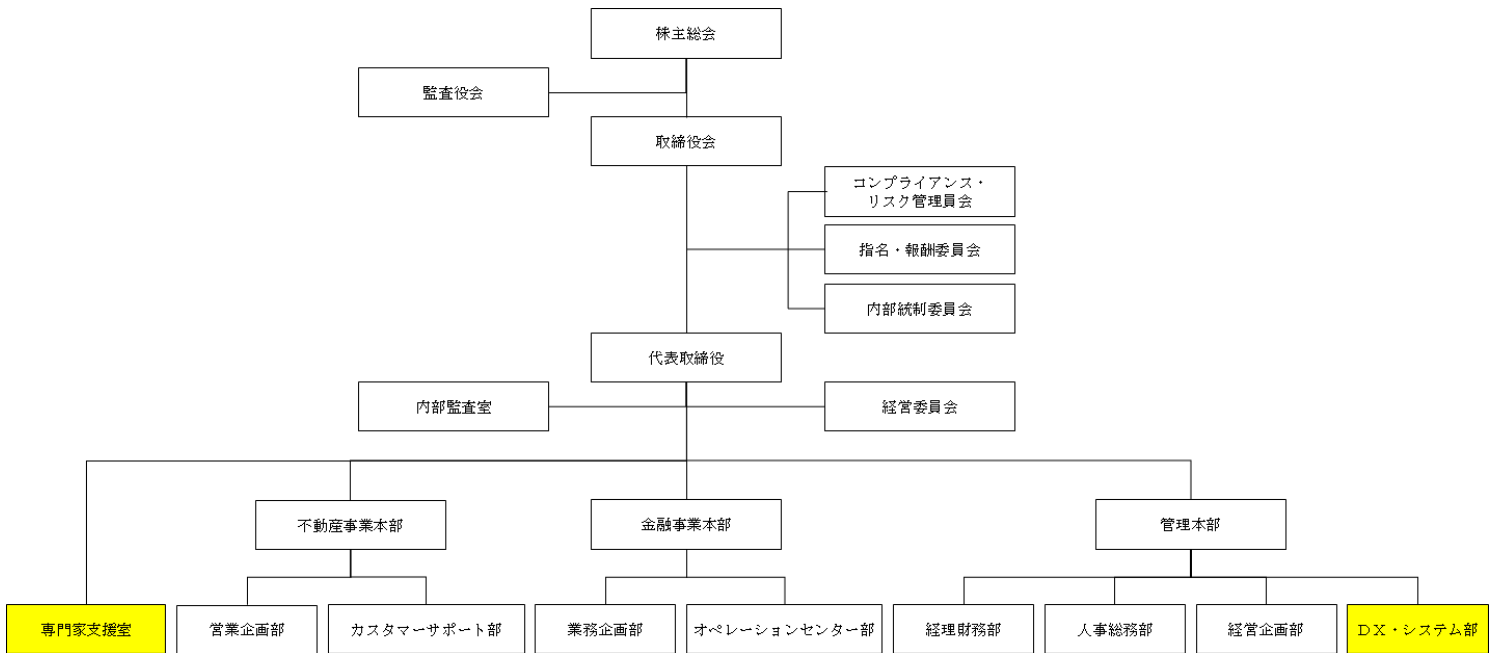 株主総会
監査役会
取締役会
コンプライアンス・
リスク管理員会
指名・報酬委員会
内部統制委員会
代表取締役
内部監査室
経営委員会
不動産事業本部
金融事業本部
管理本部
専門家支援室
営業企画部
カスタマーサポート部
業務企画部
オペレーションセンター部
経理財務部
人事総務部
経営企画部
DX・システム部